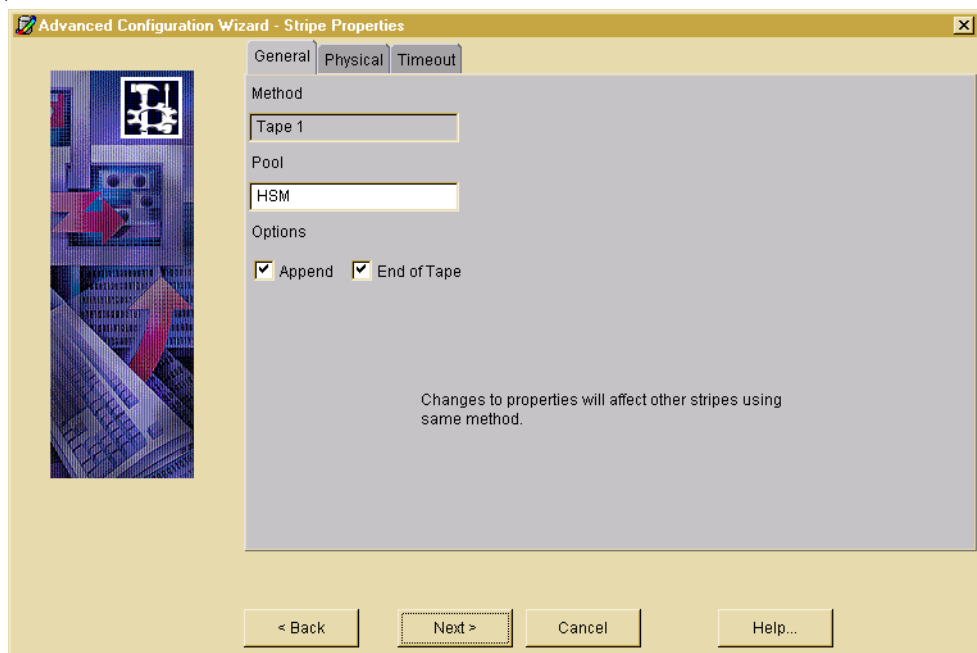 Advanced Configuration Wizard - Stripe Properties
General Physical Timeout
Method
Tape 1
Pool
HSM
Options
Append End of Tape
Changes to properties will affect other stripes using
same method.
< Back Next > Cancel Help...